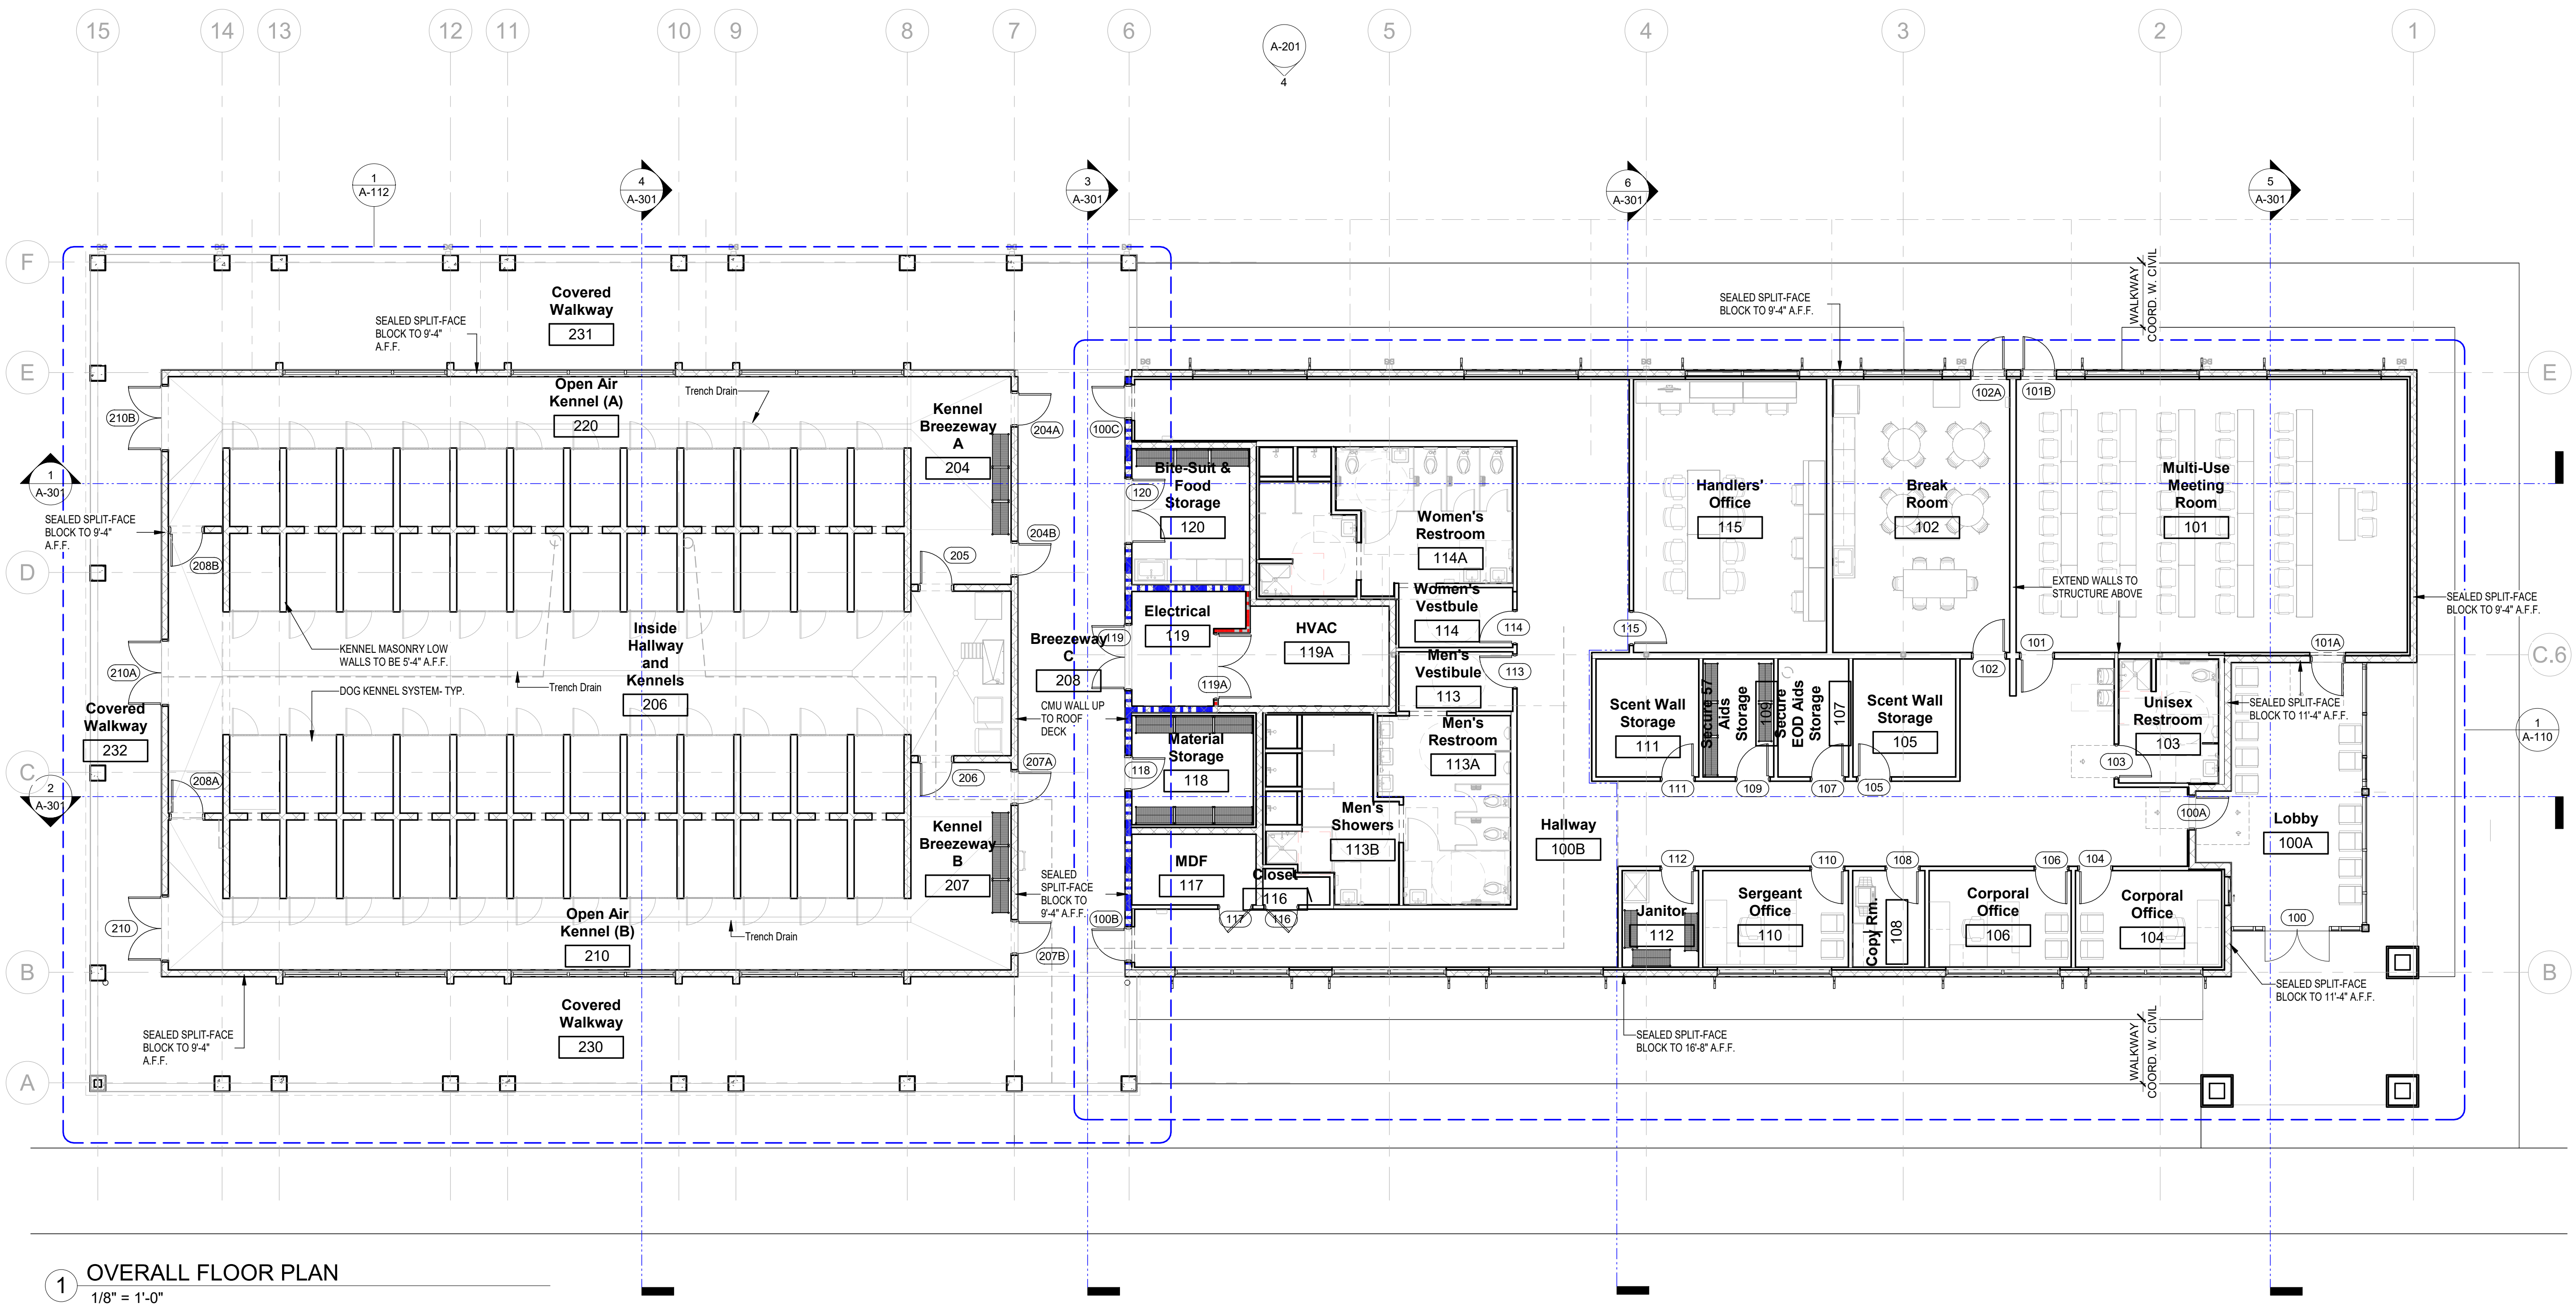 15
14
13
12
11
10
9
8
7
6
5
4
3
2
1
A-201
4
1
A-112
4
A-301
3
A-301
6
A-301
5
A-301
F
E
D
C
B
A
E
C.6
B
WALKWAY
COORD. W. CIVIL
Covered
Walkway
231
SEALED SPLIT-FACE
BLOCK TO 9'-4"
A.F.F.
SEALED SPLIT-FACE
BLOCK TO 9'-4" A.F.F.
Open Air
Kennel (A)
220
Trench Drain
Kennel
Breezeway
A
204
210B
204A
100C
102A
101B
1
A-301
SEALED SPLIT-FACE
BLOCK TO 9'-4"
A.F.F.
208B
205
204B
120
Bite-Suit &
Food
Storage
120
Women's
Restroom
114A
Handlers'
Office
115
Break
Room
102
Multi-Use
Meeting
Room
101
EXTEND WALLS TO
STRUCTURE ABOVE
SEALED SPLIT-FACE
BLOCK TO 9'-4" A.F.F.
Women's
Vestbule
114
114
115
Electrical
119
HVAC
119A
119
119A
Breezeway
C
208
Inside
Hallway
and
Kennels
206
KENNEL MASONRY LOW
WALLS TO BE 5'-4" A.F.F.
DOG KENNEL SYSTEM- TYP.
Trench Drain
210A
Covered
Walkway
232
Men's
Vestibule
113
113
102
101
101A
CMU WALL UP
TO ROOF
DECK
Scent Wall
Storage
111
Secure 57
Aids
Storage
109
Secure
EOD Aids
Storage
107
Scent Wall
Storage
105
Unisex
Restroom
103
SEALED SPLIT-FACE
BLOCK TO 11'-4" A.F.F.
1
A-110
Material
Storage
118
118
Men's
Restroom
113A
103
2
A-301
208A
206
207A
111
109
107
105
Men's
Showers
113B
Hallway
100B
100A
Lobby
100A
Kennel
Breezeway
B
207
MDF
117
Closet
116
112
110
108
106
104
SEALED
SPLIT-FACE
BLOCK TO
9'-4" A.F.F.
Janitor
112
Sergeant
Office
110
Copy Rm.
108
Corporal
Office
106
Corporal
Office
104
100
210
Open Air
Kennel (B)
210
Trench Drain
100B
117
116
207B
SEALED SPLIT-FACE
BLOCK TO 11'-4" A.F.F.
Covered
Walkway
230
SEALED SPLIT-FACE
BLOCK TO 9'-4"
A.F.F.
SEALED SPLIT-FACE
BLOCK TO 16'-8" A.F.F.
WALKWAY
COORD. W. CIVIL
1
OVERALL FLOOR PLAN
1/8" = 1'-0"